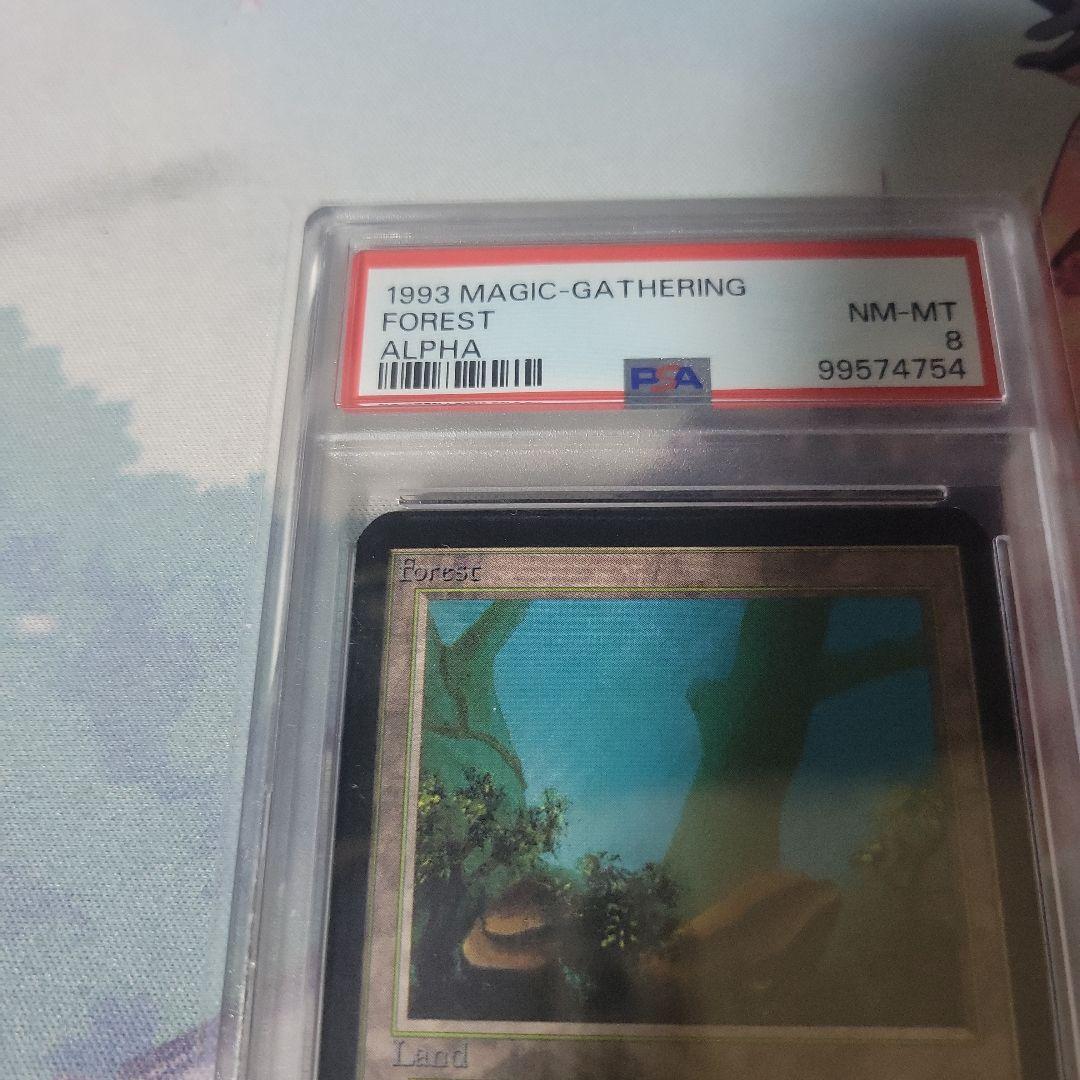 1993 MAGIC-GATHERING
FOREST
ALPHA
NM-MT
8
99574754
PSA
Forest
Land